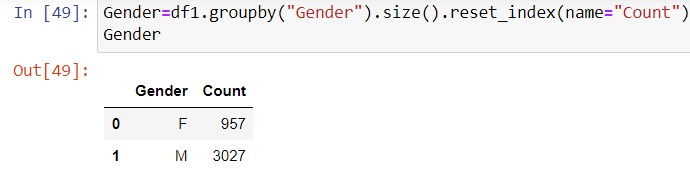 In [49]: Gender=df1.groupby("Gender").size().reset_index(name="Count")
Gender
Out[49]:
Gender Count
0 F 957
1 M 3027